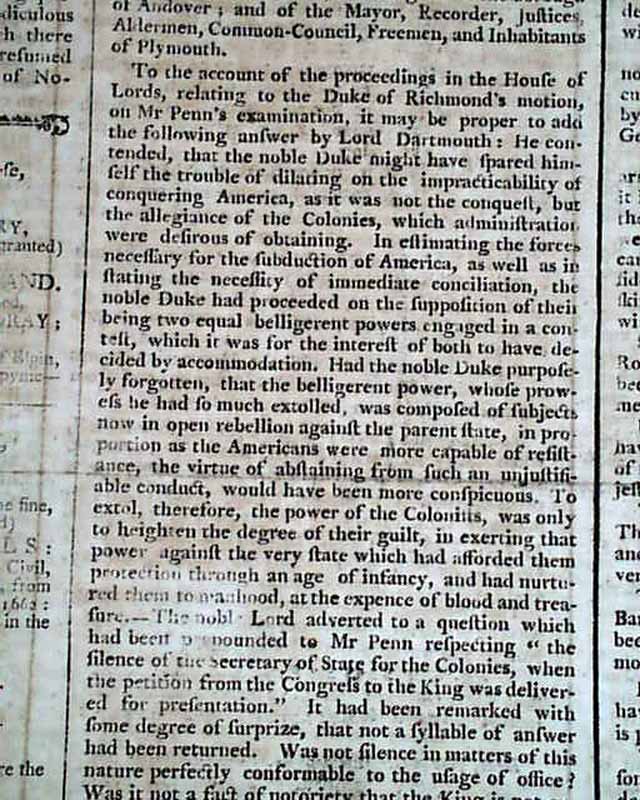 of Andover; and of the Mayor, Recorder, Juſtices,
Aldermen, Common-Council, Freemen, and Inhabitants
of Plymouth.
To the account of the proceedings in the Houſe of
Lords, relating to the Duke of Richmond's motion,
on Mr Penn's examination, it may be proper to add
the following anſwer by Lord Dartmouth: He con-
tended, that the noble Duke might have ſpared him-
ſelf the trouble of dilating on the impracticability of
conquering America, as it was not the conqueſt, but
the allegiance of the Colonies, which adminiſtration
were deſirous of obtaining. In eſtimating the forces
neceſſary for the ſubduction of America, as well as in
ſtating the neceſſity of immediate conciliation, the
noble Duke had proceeded on the ſuppoſition of their
being two equal belligerent powers engaged in a con-
teſt, which it was for the intereſt of both to have de-
cided by accommodation. Had the noble Duke purpoſe-
ly forgotten, that the belligerent power, whoſe prow-
eſs he had ſo much extolled, was compoſed of ſubjects
now in open rebellion againſt the parent ſtate, in pro-
portion as the Americans were more capable of reſiſt-
ance, the virtue of abſtaining from ſuch an unjuſtifi-
able conduct, would have been more conſpicuous. To
extol, therefore, the power of the Coloniſts, was only
to heighten the degree of their guilt, in exerting that
power againſt the very ſtate which had afforded them
protection through an age of infancy, and had nurtu-
red them to manhood, at the expence of blood and trea-
ſure.—The noble Lord adverted to a queſtion which
had been propounded to Mr Penn reſpecting “ the
ſilence of the Secretary of State for the Colonies, when
the petition from the Congreſs to the King was deliver-
ed for preſentation.” It had been remarked with
ſome degree of ſurprize, that not a ſyllable of anſwer
had been returned. Was not ſilence in matters of this
nature perfectly conformable to the uſage of office?
Was it not a fact of notoriety that the King is